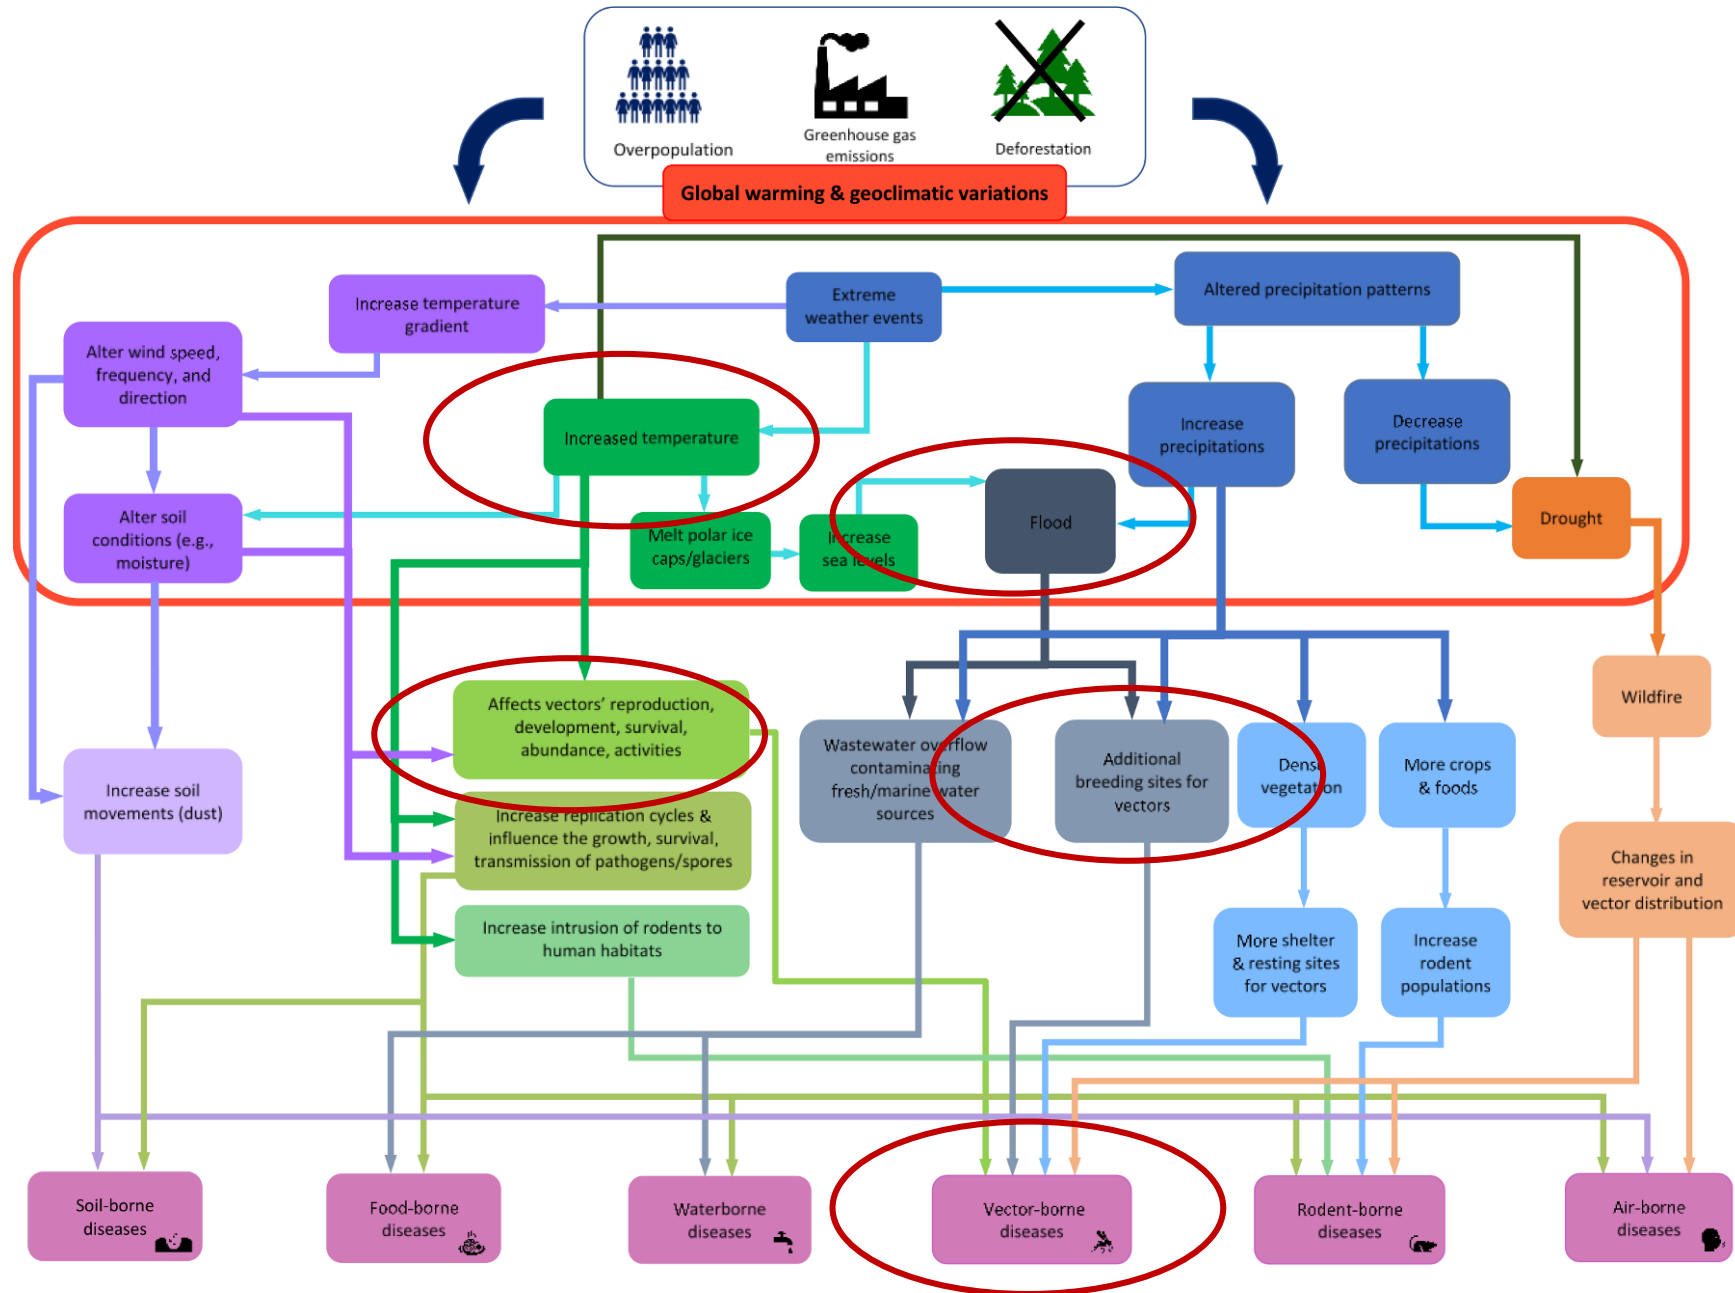 Overpopulation
Greenhouse gas
emissions
Deforestation
Global warming & geoclimatic variations
Increase temperature
gradient
Extreme
weather events
Altered precipitation patterns
Alter wind speed,
frequency, and
direction
Increased temperature
Increase
precipitations
Decrease
precipitations
Alter soil
conditions (e.g.,
moisture)
Melt polar ice
caps/glaciers
Increase
sea levels
Flood
Drought
Affects vectors' reproduction,
development, survival,
abundance, activities
Wastewater overflow
contaminating
fresh/marine water
sources
Additional
breeding sites for
vectors
Dense
vegetation
More crops
& foods
Wildfire
Increase soil
movements (dust)
Increase replication cycles &
influence the growth, survival,
transmission of pathogens/spores
Changes in
reservoir and
vector distribution
Increase intrusion of rodents to
human habitats
More shelter
& resting sites
for vectors
Increase
rodent
populations
Soil-borne
diseases
Food-borne
diseases
Waterborne
diseases
Vector-borne
diseases
Rodent-borne
diseases
Air-borne
diseases